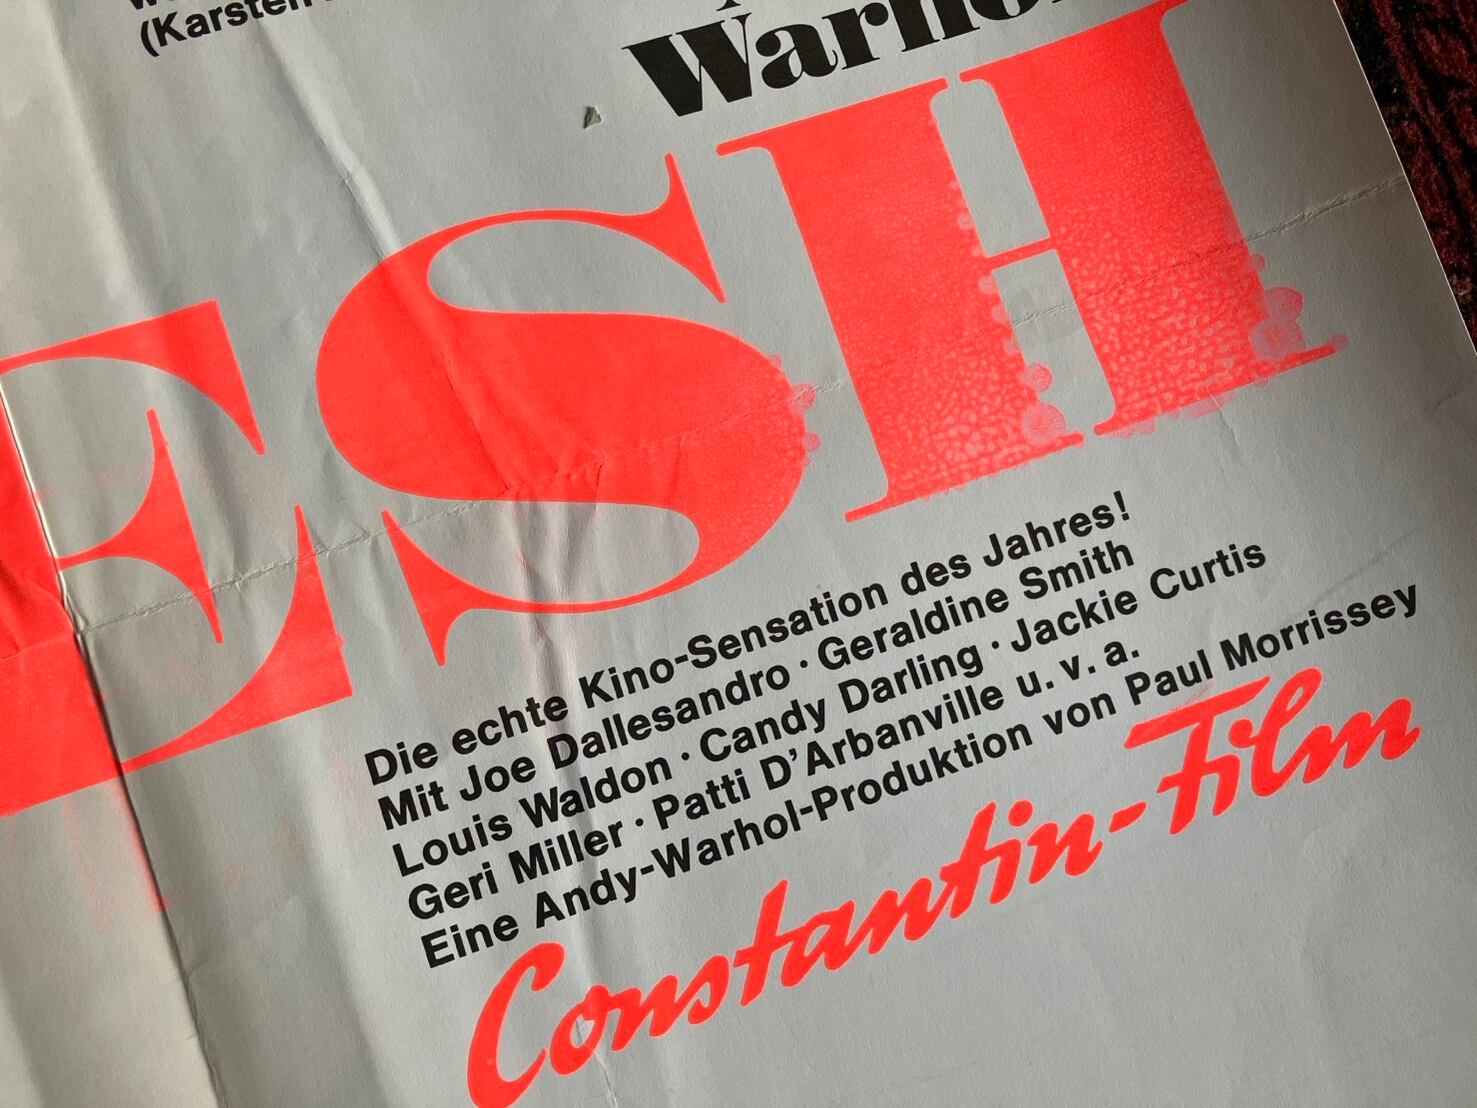 (Karsten
Warhol
ESH
Die echte Kino-Sensation des Jahres!
Mit Joe Dallesandro · Geraldine Smith
Louis Waldon · Candy Darling · Jackie Curtis
Geri Miller · Patti D'Arbanville u. v. a.
Eine Andy-Warhol-Produktion von Paul Morrissey
Constantin-Film